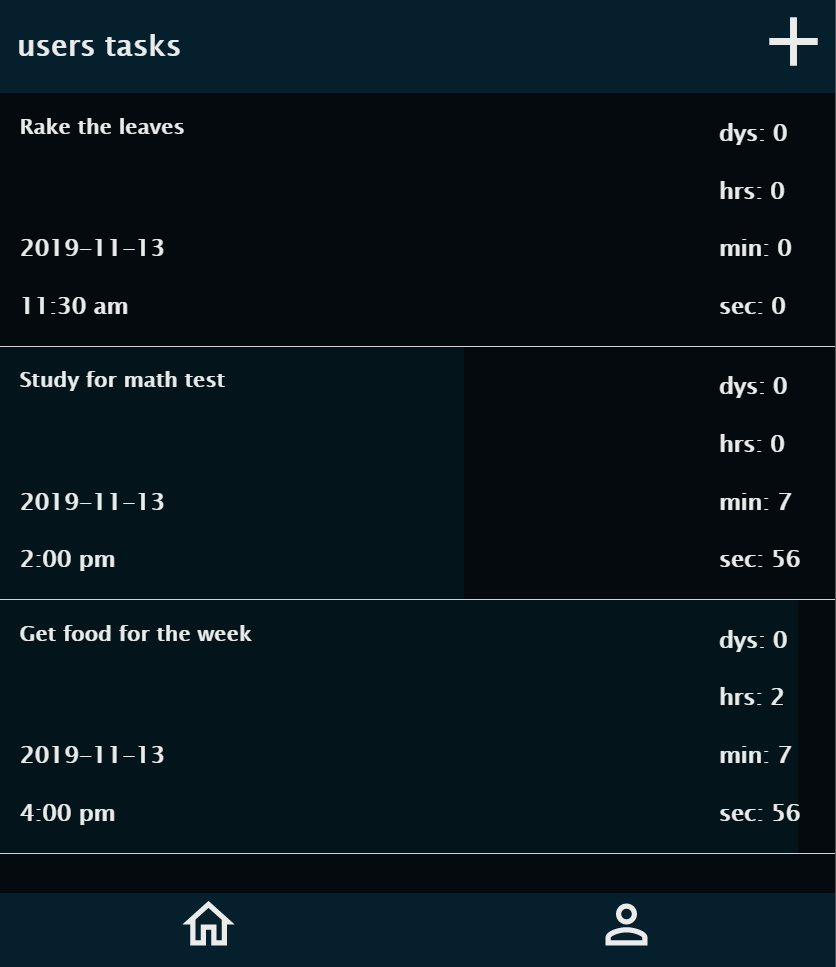 users tasks
Rake the leaves
dys: 0
hrs: 0
2019-11-13
min: 0
11:30 am
sec: 0
Study for math test
dys: 0
hrs: 0
2019-11-13
min: 7
2:00 pm
sec: 56
Get food for the week
dys: 0
hrs: 2
2019-11-13
min: 7
4:00 pm
sec: 56